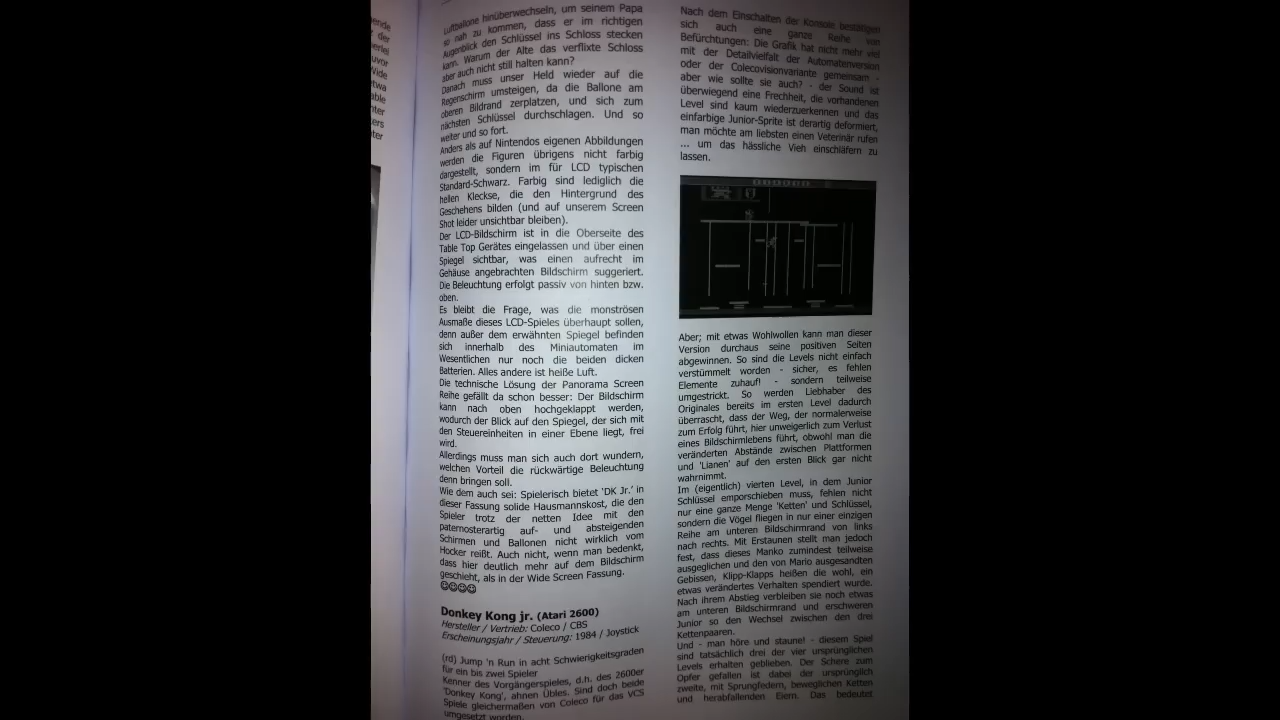 Luftballone hinüberwechseln, um seinem Papa
so nah zu kommen, dass er im richtigen
Augenblick den Schlüssel ins Schloss stecken
kann. Warum der Alte das verflixte Schloss
aber auch nicht still halten kann?
Danach muss unser Held wieder auf die
Regenschirm umsteigen, da die Ballone am
oberen Bildrand zerplatzen, und sich zum
nächsten Schlüssel durchschlagen. Und so
weiter und so fort.
Anders als auf Nintendos eigenen Abbildungen
werden die Figuren übrigens nicht farbig
dargestellt, sondern im für LCD typischen
Standard-Schwarz. Farbig sind lediglich die
hellen Kleckse, die den Hintergrund des
Geschehens bilden (und auf unserem Screen
Shot leider unsichtbar bleiben).
Der LCD-Bildschirm ist in die Oberseite des
Table Top Gerätes eingelassen und über einen
Spiegel sichtbar, was einen aufrecht im
Gehäuse angebrachten Bildschirm suggeriert.
Die Beleuchtung erfolgt passiv von hinten bzw.
oben.
Es bleibt die Frage, was die monströsen
Ausmaße dieses LCD-Spieles überhaupt sollen,
denn außer dem erwähnten Spiegel befinden
sich innerhalb des Miniautomaten im
Wesentlichen nur noch die beiden dicken
Batterien. Alles andere ist heiße Luft.
Die technische Lösung der Panorama Screen
Reihe gefällt da schon besser: Der Bildschirm
kann nach oben hochgeklappt werden,
wodurch der Blick auf den Spiegel, der sich mit
den Steuereinheiten in einer Ebene liegt, frei
wird.
Allerdings muss man sich auch dort wundern,
welchen Vorteil die rückwärtige Beleuchtung
denn bringen soll.
Wie dem auch sei: Spielerisch bietet 'DK Jr.' in
dieser Fassung solide Hausmannskost, die den
Spieler trotz der netten Idee mit den
paternosterartig auf- und absteigenden
Schirmen und Ballonen nicht wirklich vom
Hocker reißt. Auch nicht, wenn man bedenkt,
dass hier deutlich mehr auf dem Bildschirm
geschieht, als in der Wide Screen Fassung.
☺☺☺☺
Donkey Kong jr. (Atari 2600)
Hersteller / Vertrieb: Coleco / CBS
Erscheinungsjahr / Steuerung: 1984 / Joystick
(rd) Jump 'n Run in acht Schwierigkeitsgraden
für ein bis zwei Spieler
Kenner des Vorgängerspieles, d.h. des 2600er
'Donkey Kong', ahnen Übles. Sind doch beide
Spiele gleichermaßen von Coleco für das VCS
umgesetzt worden.
Nach dem Einschalten der Konsole bestätigen
sich auch eine ganze Reihe von
Befürchtungen: Die Grafik hat nicht mehr viel
mit der Detailvielfalt der Automatenversion
oder der Colecovisionvariante gemeinsam -
aber wie sollte sie auch? - der Sound ist
überwiegend eine Frechheit, die vorhandenen
Level sind kaum wiederzuerkennen und das
einfarbige Junior-Sprite ist derartig deformiert,
man möchte am liebsten einen Veterinär rufen
... um das hässliche Vieh einschläfern zu
lassen.
000000
Aber; mit etwas Wohlwollen kann man dieser
Version durchaus seine positiven Seiten
abgewinnen. So sind die Levels nicht einfach
verstümmelt worden - sicher, es fehlen
Elemente zuhauf! - sondern teilweise
umgestrickt. So werden Liebhaber des
Originales bereits im ersten Level dadurch
überrascht, dass der Weg, der normalerweise
zum Erfolg führt, hier unweigerlich zum Verlust
eines Bildschirmlebens führt, obwohl man die
veränderten Abstände zwischen Plattformen
und 'Lianen' auf den ersten Blick gar nicht
wahrnimmt.
Im (eigentlich) vierten Level, in dem Junior
Schlüssel emporschieben muss, fehlen nicht
nur eine ganze Menge 'Ketten' und Schlüssel,
sondern die Vögel fliegen in nur einer einzigen
Reihe am unteren Bildschirmrand von links
nach rechts. Mit Erstaunen stellt man jedoch
fest, dass dieses Manko zumindest teilweise
ausgeglichen und den von Mario ausgesandten
Gebissen, Klipp-Klapps heißen die wohl, ein
etwas verändertes Verhalten spendiert wurde.
Nach ihrem Abstieg verbleiben sie noch etwas
am unteren Bildschirmrand und erschweren
Junior so den Wechsel zwischen den drei
Kettenpaaren.
Und - man höre und staune! - diesem Spiel
sind tatsächlich drei der vier ursprünglichen
Levels erhalten geblieben. Der Schere zum
Opfer gefallen ist dabei der ursprünglich
zweite, mit Sprungfedern, beweglichen Ketten
und herabfallenden Eiern. Das bedeutet